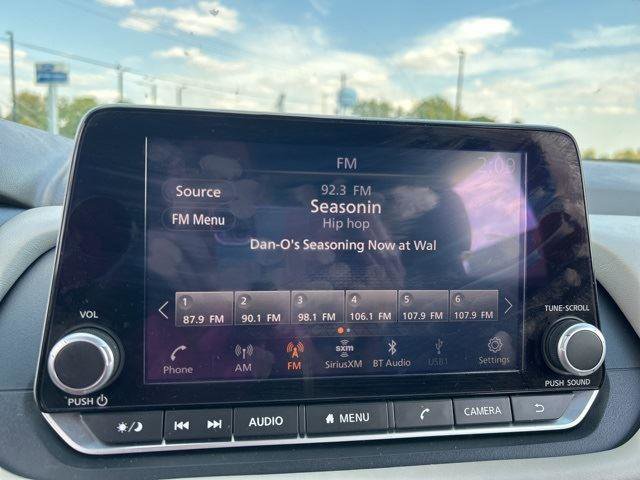 FM 2:09
Source
92.3 FM
Seasonin
FM Menu
Hip hop
Dan-O's Seasoning Now at Wal
1 2 3 4 5 6
87.9 FM 90.1 FM 98.1 FM 106.1 FM 107.9 FM 107.9 FM
VOL
TUNE·SCROLL
sxm
Phone AM FM SiriusXM BT Audio USB1 Settings
PUSH
PUSH SOUND
AUDIO MENU CAMERA